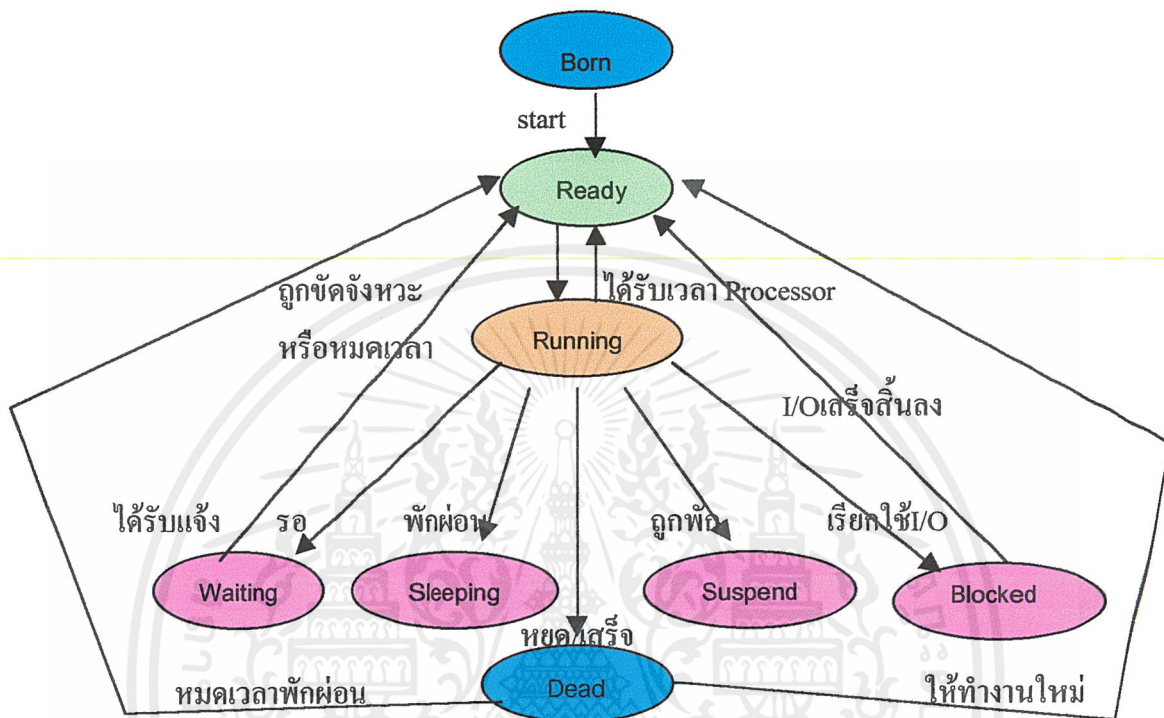 Born
start
Ready
ถูกขัดจังหวะ
หรือหมดเวลา
ได้รับเวลา Processor
Running
I/Oเสร็จสิ้นลง
ได้รับแจ้ง
รอ
พักผ่อน
ถูกพัก
เรียกใช้I/O
Waiting
Sleeping
Suspend
Blocked
หยุด/เสร็จ
หมดเวลาพักผ่อน
Dead
ให้ทำงานใหม่